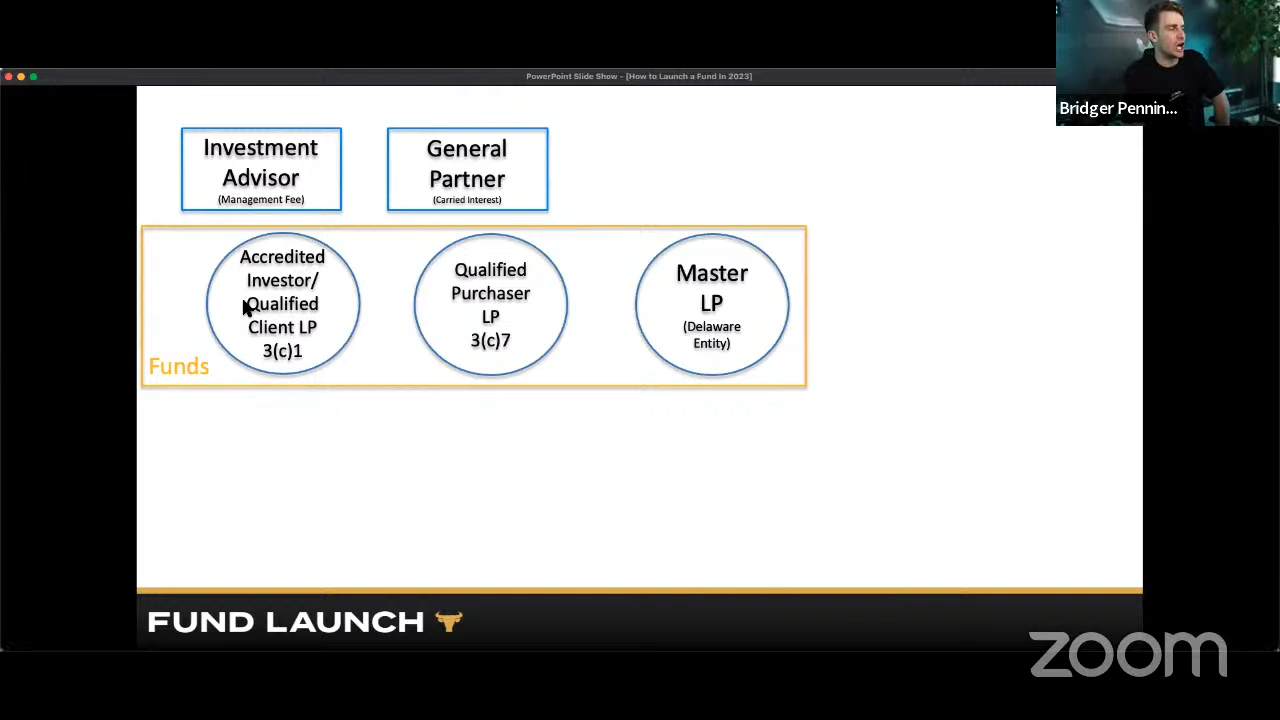 PowerPoint Slide Show - [How to Launch a Fund In 2023]
Bridger Pennin...
Investment
Advisor
(Management Fee)
General
Partner
(Carried Interest)
Accredited
Investor/
Qualified
Client LP
3(c)1
Qualified
Purchaser
LP
3(c)7
Master
LP
(Delaware
Entity)
Funds
FUND LAUNCH
zoom